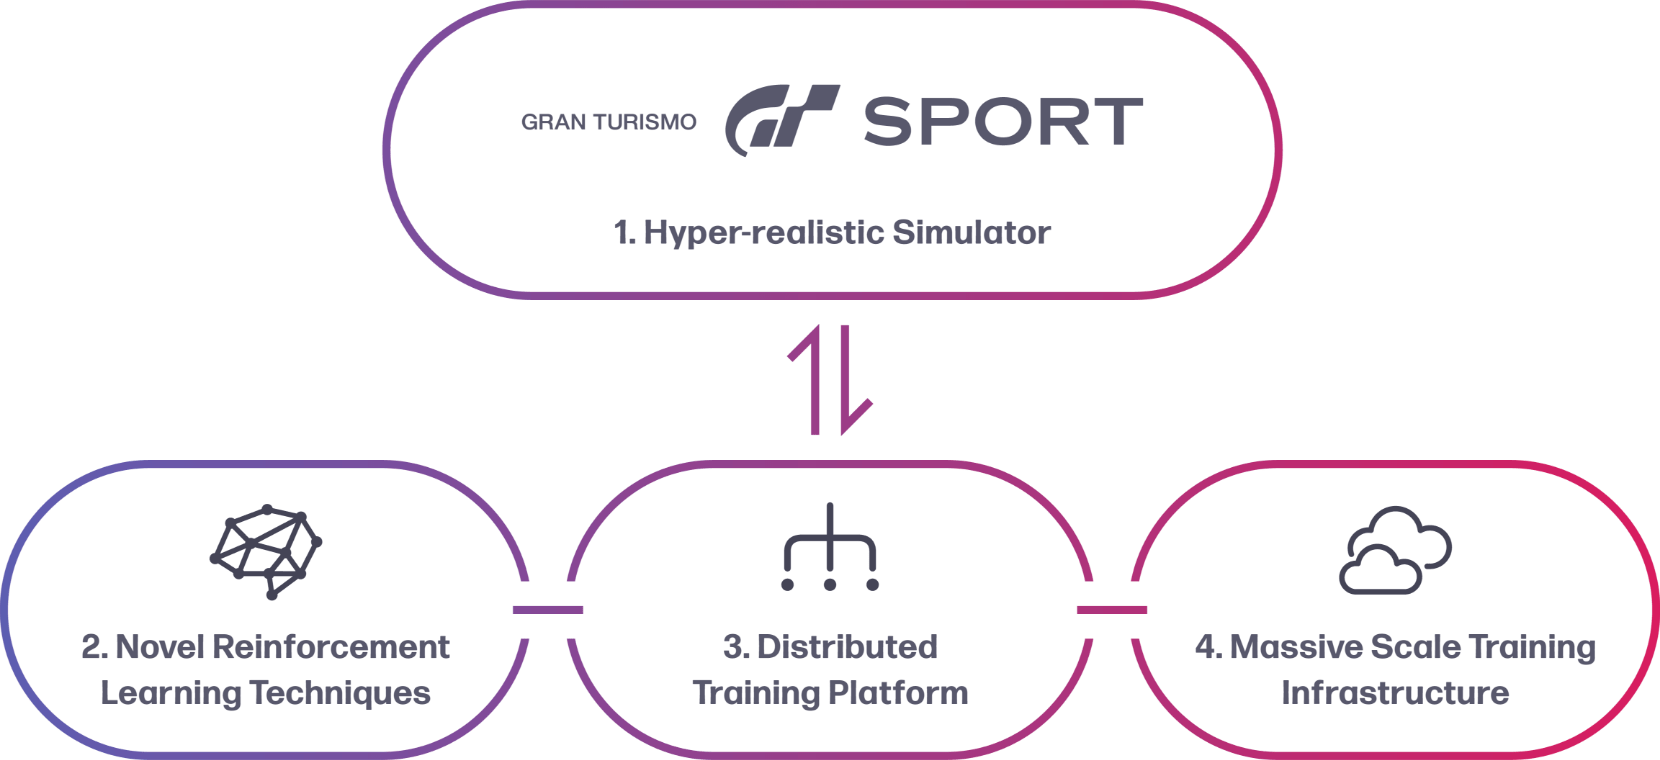 GRAN TURISMO GT SPORT
1. Hyper-realistic Simulator
2. Novel Reinforcement
Learning Techniques
3. Distributed
Training Platform
4. Massive Scale Training
Infrastructure